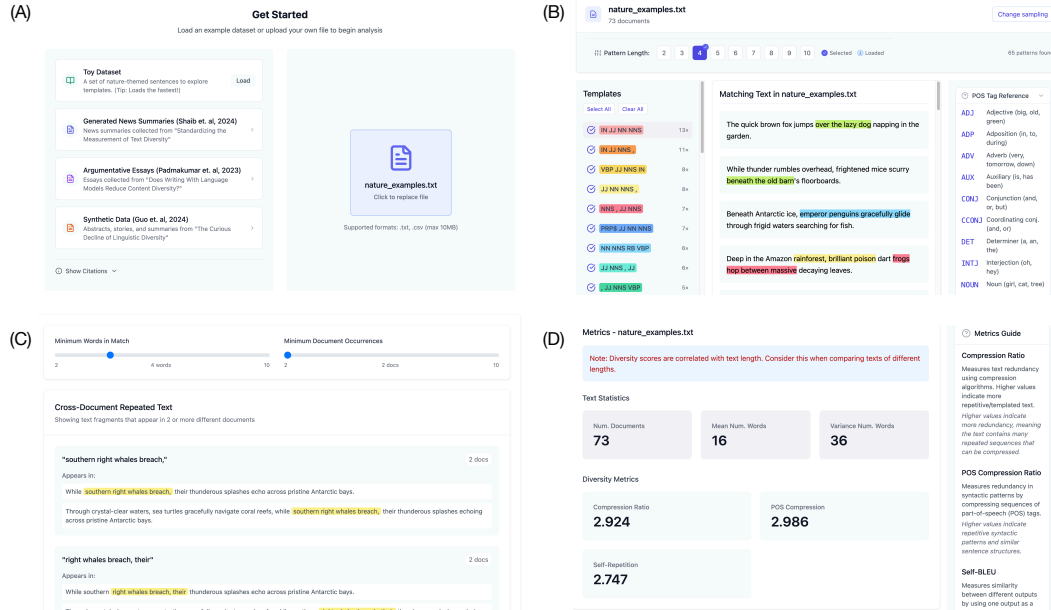 (A)
Get Started
Load an example dataset or upload your own file to begin analysis
Toy Dataset
A set of nature-themed sentences to explore
templates. (Tip: Loads the fastest!)
Load
Generated News Summaries (Shaib et. al, 2024)
News summaries collected from "Standardizing the
Measurement of Text Diversity"
Argumentative Essays (Padmakumar et. al, 2023)
Essays collected from "Does Writing With Language
Models Reduce Content Diversity?"
Synthetic Data (Guo et. al, 2024)
Abstracts, stories, and summaries from "The Curious
Decline of Linguistic Diversity"
Show Citations
nature_examples.txt
Click to replace file
Supported formats: .txt, .csv (max 10MB)
(B)
nature_examples.txt
73 documents
Change sampling
Pattern Length:
2 3 4 5 6 7 8 9 10
Selected
Loaded
65 patterns foun
Templates
Select All Clear All
IN JJ NN NNS 13×
IN JJ NNS , 11×
VBP JJ NNS IN 8×
JJ NN NNS , 8×
NNS , JJ NNS 7×
PRP$ JJ NN NNS 7×
NN NNS RB VBP 6×
JJ NNS , JJ 6×
, JJ NNS VBP 5×
Matching Text in nature_examples.txt
The quick brown fox jumps over the lazy dog napping in the
garden.
While thunder rumbles overhead, frightened mice scurry
beneath the old barn's floorboards.
Beneath Antarctic ice, emperor penguins gracefully glide
through frigid waters searching for fish.
Deep in the Amazon rainforest, brilliant poison dart frogs
hop between massive decaying leaves.
POS Tag Reference
ADJ Adjective (big, old,
green)
ADP Adposition (in, to,
during)
ADV Adverb (very,
tomorrow, down)
AUX Auxiliary (is, has
been)
CONJ Conjunction (and,
or, but)
CCONJ Coordinating conj.
(and, or)
DET Determiner (a, an,
the)
INTJ Interjection (oh,
hey)
NOUN Noun (girl, cat, tree)
(C)
Minimum Words in Match
2 4 words 10
Minimum Document Occurrences
2 2 docs 10
Cross-Document Repeated Text
Showing text fragments that appear in 2 or more different documents
"southern right whales breach,"
2 docs
Appears in:
While southern right whales breach, their thunderous splashes echo across pristine Antarctic bays.
Through crystal-clear waters, sea turtles gracefully navigate coral reefs, while southern right whales breach, their thunderous splashes echoing
across pristine Antarctic bays.
"right whales breach, their"
2 docs
Appears in:
While southern right whales breach, their thunderous splashes echo across pristine Antarctic bays.
(D)
Metrics - nature_examples.txt
Note: Diversity scores are correlated with text length. Consider this when comparing texts of different
lengths.
Text Statistics
Num. Documents
73
Mean Num. Words
16
Variance Num. Words
36
Diversity Metrics
Compression Ratio
2.924
POS Compression
2.986
Self-Repetition
2.747
Metrics Guide
Compression Ratio
Measures text redundancy
using compression
algorithms. Higher values
indicate more
repetitive/templated text.
Higher values indicate
more redundancy, meaning
the text contains many
repeated sequences that
can be compressed.
POS Compression Ratio
Measures redundancy in
syntactic patterns by
compressing sequences of
part-of-speech (POS) tags.
Higher values indicate
repetitive syntactic
patterns and similar
sentence structures.
Self-BLEU
Measures similarity
between different outputs
by using one output as a